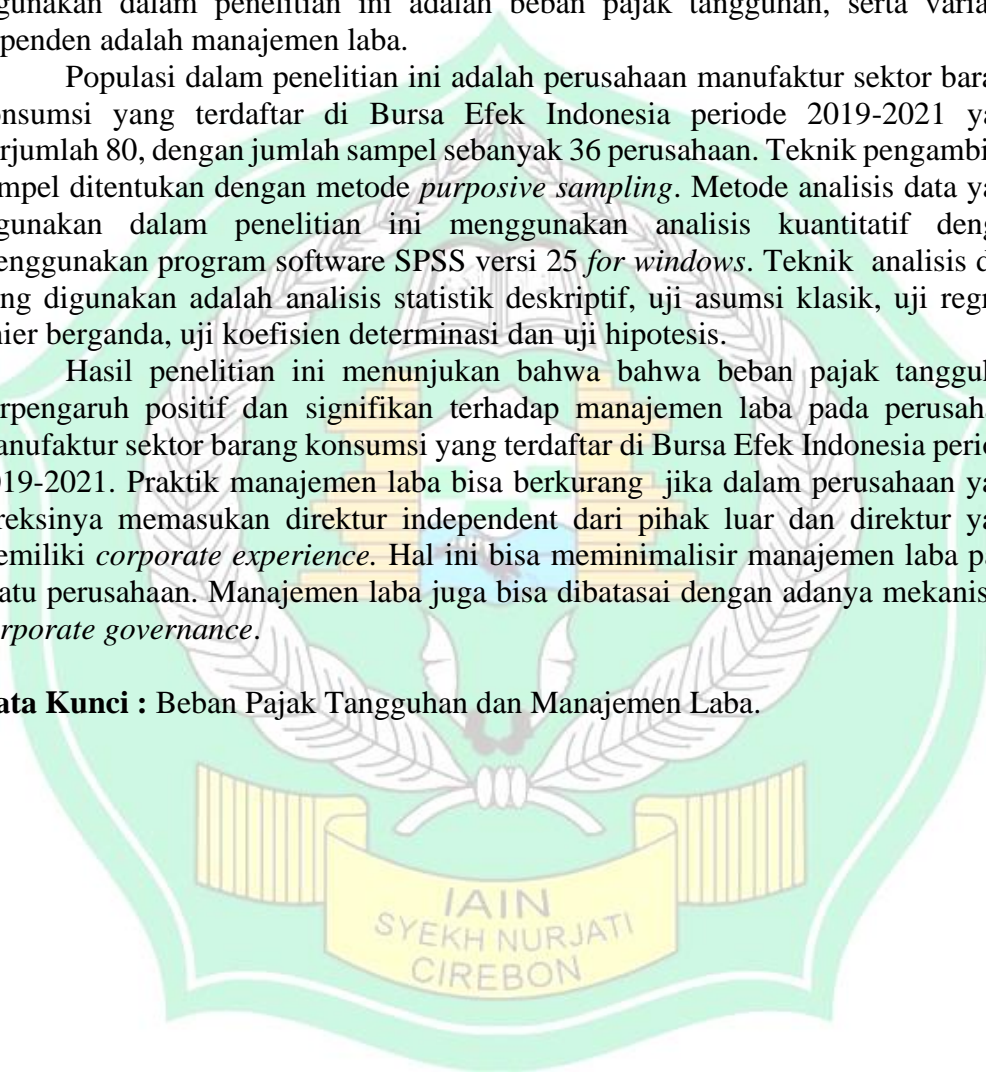 gunakan dalam penelitian ini adalah beban pajak tangguhan, serta varia
penden adalah manajemen laba.
Populasi dalam penelitian ini adalah perusahaan manufaktur sektor bara
onsumsi yang terdaftar di Bursa Efek Indonesia periode 2019-2021 ya
rjumlah 80, dengan jumlah sampel sebanyak 36 perusahaan. Teknik pengambi
mpel ditentukan dengan metode purposive sampling. Metode analisis data ya
gunakan dalam penelitian ini menggunakan analisis kuantitatif deng
enggunakan program software SPSS versi 25 for windows. Teknik analisis d
ng digunakan adalah analisis statistik deskriptif, uji asumsi klasik, uji regr
nier berganda, uji koefisien determinasi dan uji hipotesis.
Hasil penelitian ini menunjukan bahwa bahwa beban pajak tangguh
rpengaruh positif dan signifikan terhadap manajemen laba pada perusaha
anufaktur sektor barang konsumsi yang terdaftar di Bursa Efek Indonesia perio
019-2021. Praktik manajemen laba bisa berkurang jika dalam perusahaan ya
reksinya memasukan direktur independent dari pihak luar dan direktur ya
emiliki corporate experience. Hal ini bisa meminimalisir manajemen laba pa
atu perusahaan. Manajemen laba juga bisa dibatasai dengan adanya mekanis
rporate governance.
ata Kunci : Beban Pajak Tangguhan dan Manajemen Laba.
IAIN
SYEKH NURJATI
CIREBON